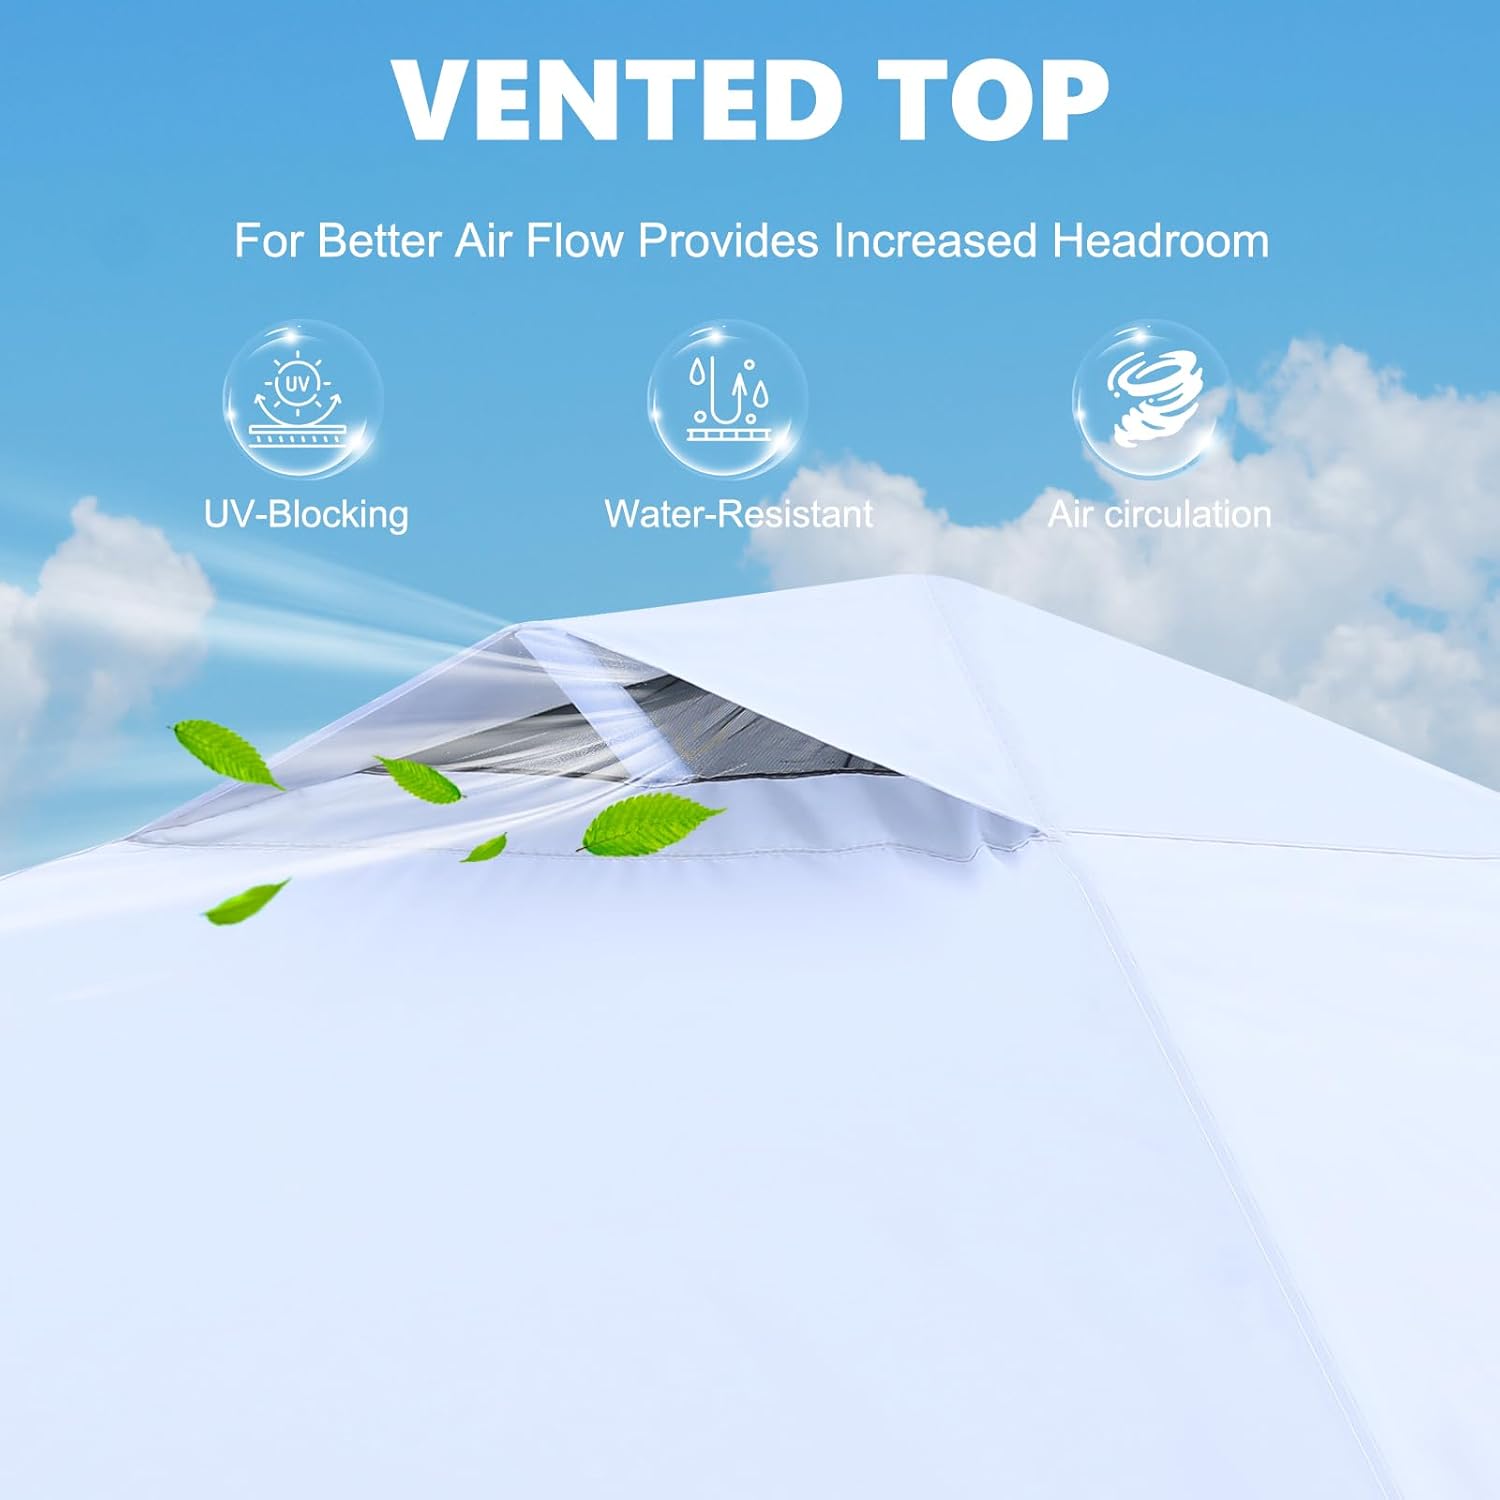 VENTED TOP
For Better Air Flow Provides Increased Headroom
UV
UV-Blocking
Water-Resistant
Air circulation